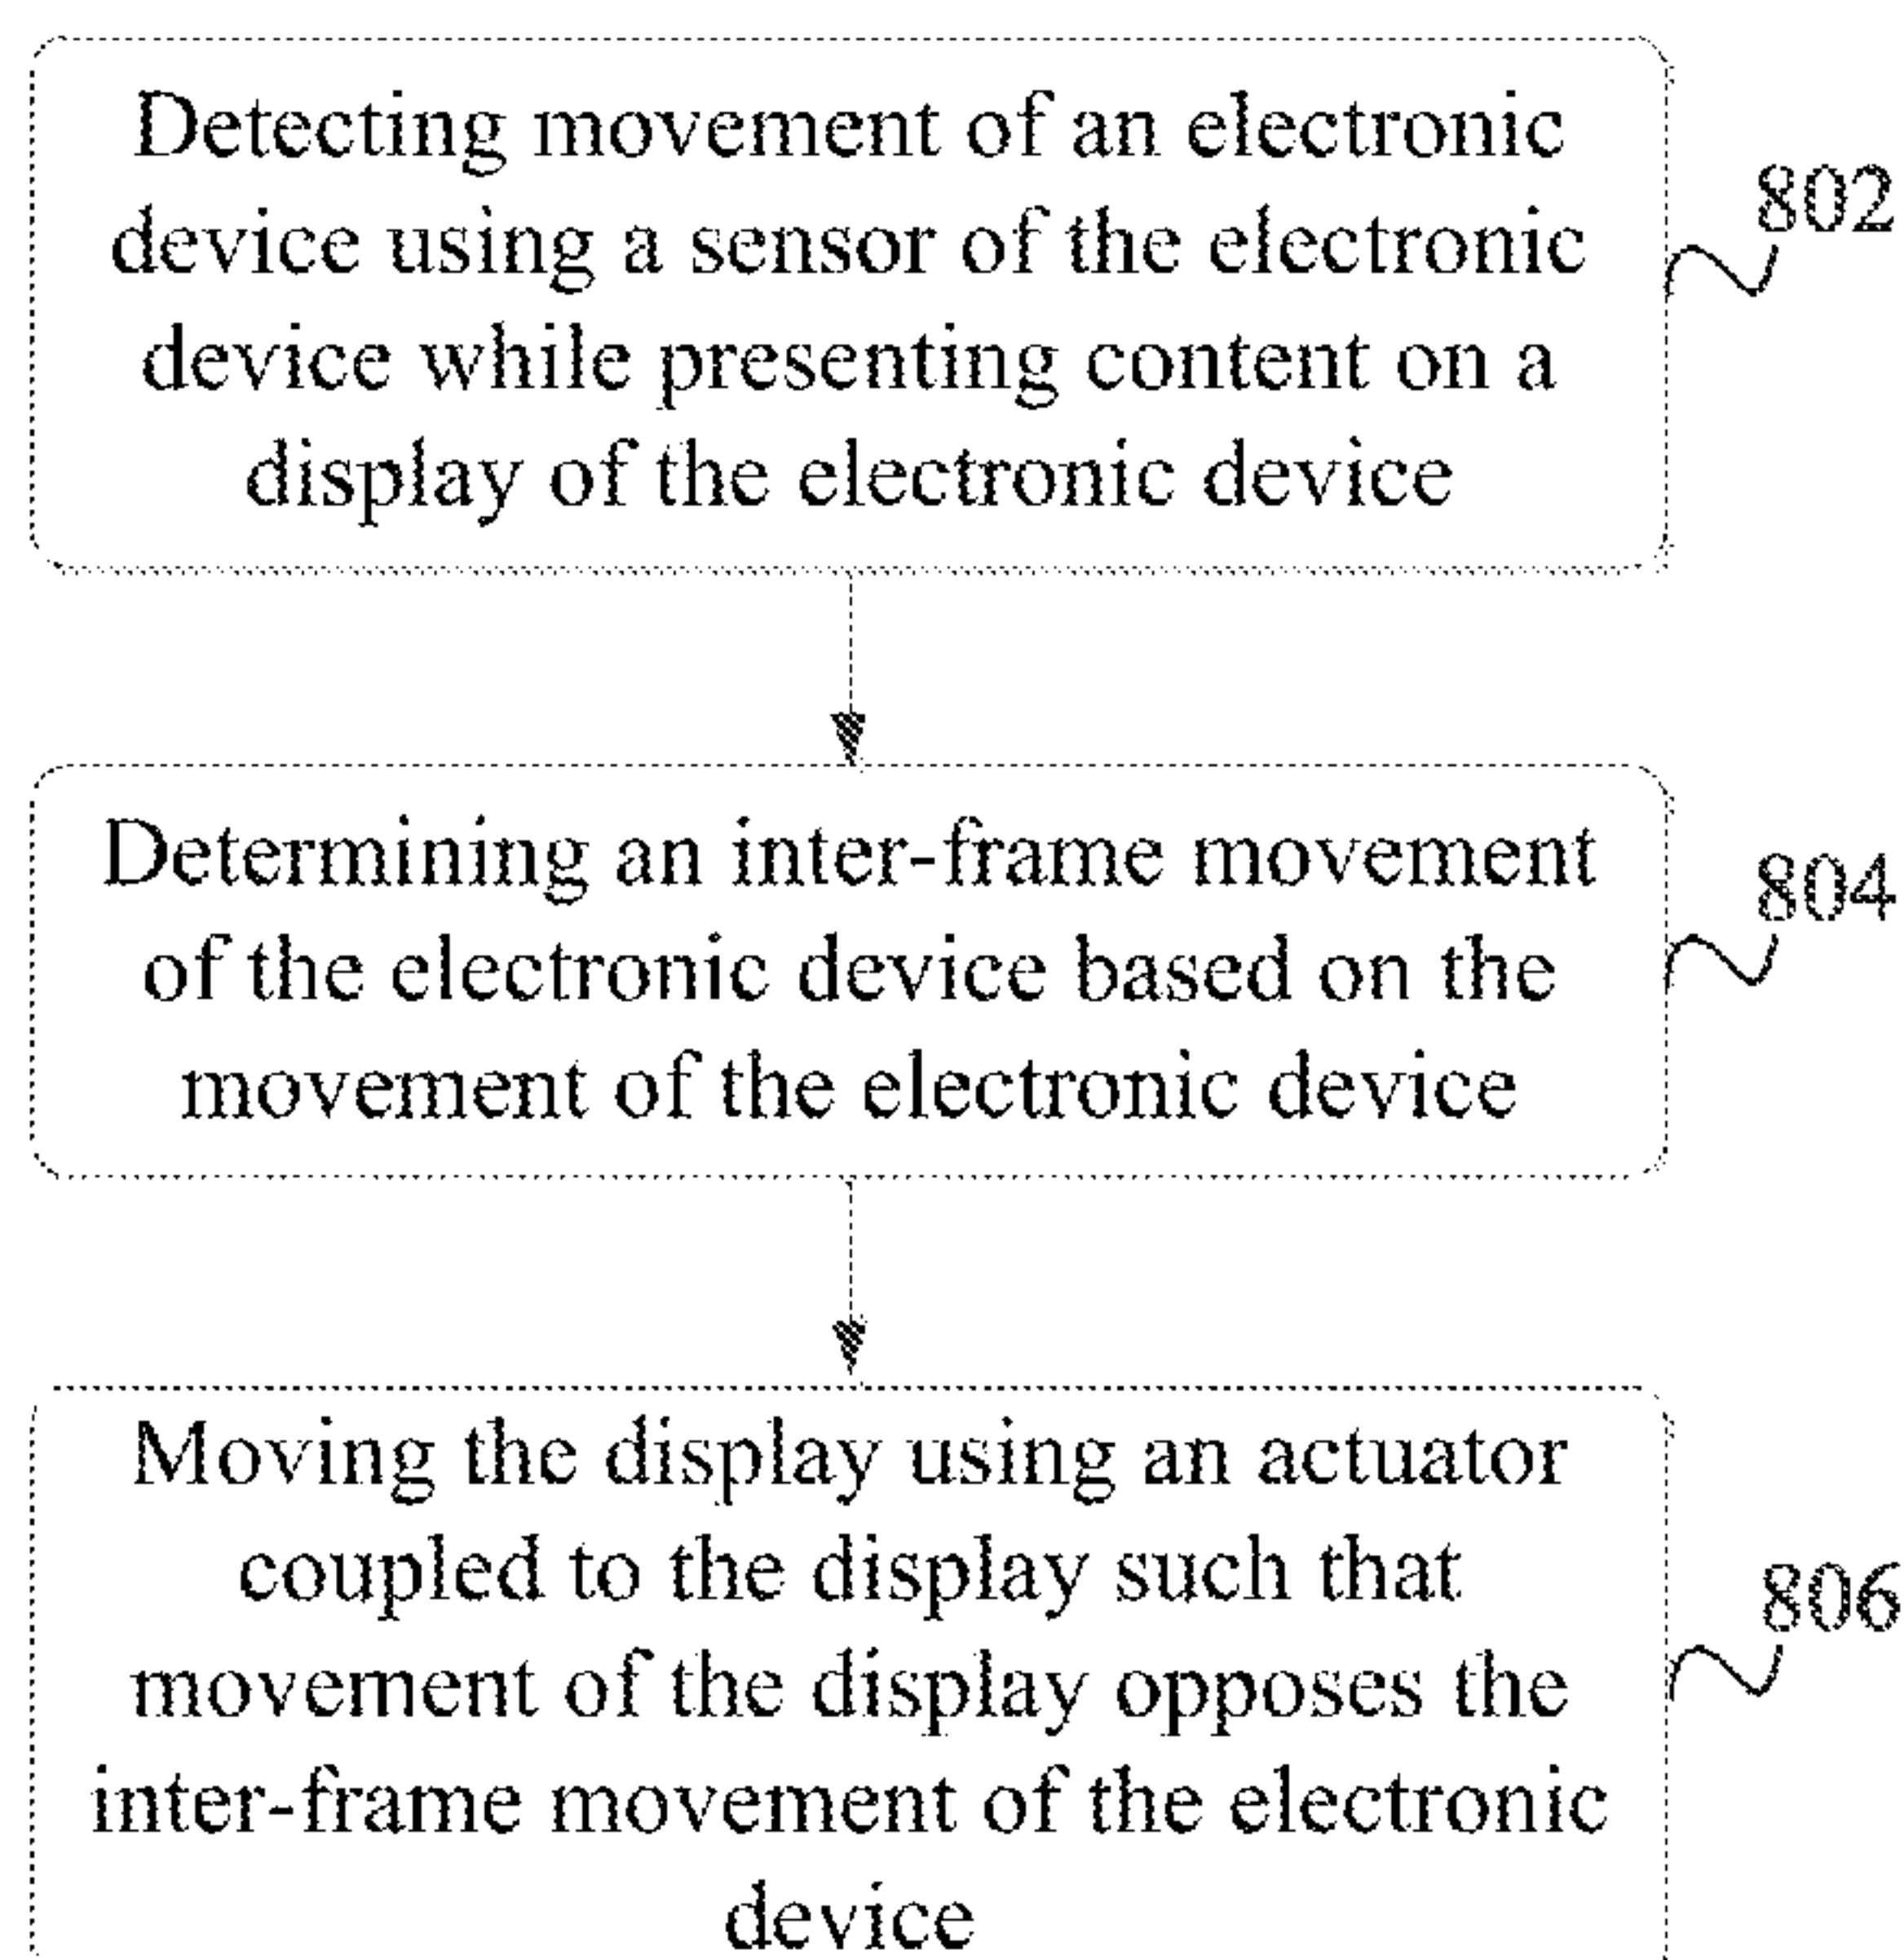 Detecting movement of an electronic
device using a sensor of the electronic
device while presenting content on a
display of the electronic device
802
Determining an inter-frame movement
of the electronic device based on the
movement of the electronic device
804
Moving the display using an actuator
coupled to the display such that
movement of the display opposes the
inter-frame movement of the electronic
device
806